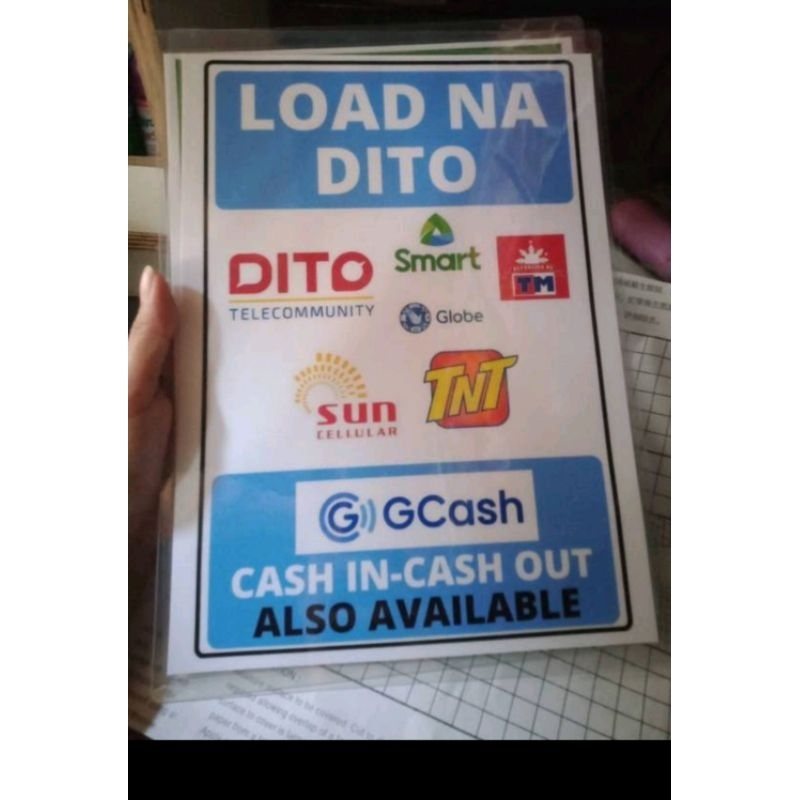 LOAD NA
DITO
DITO
TELECOMMUNITY
Smart
TM
Globe
sun
CELLULAR
TNT
GCash
CASH IN-CASH OUT
ALSO AVAILABLE